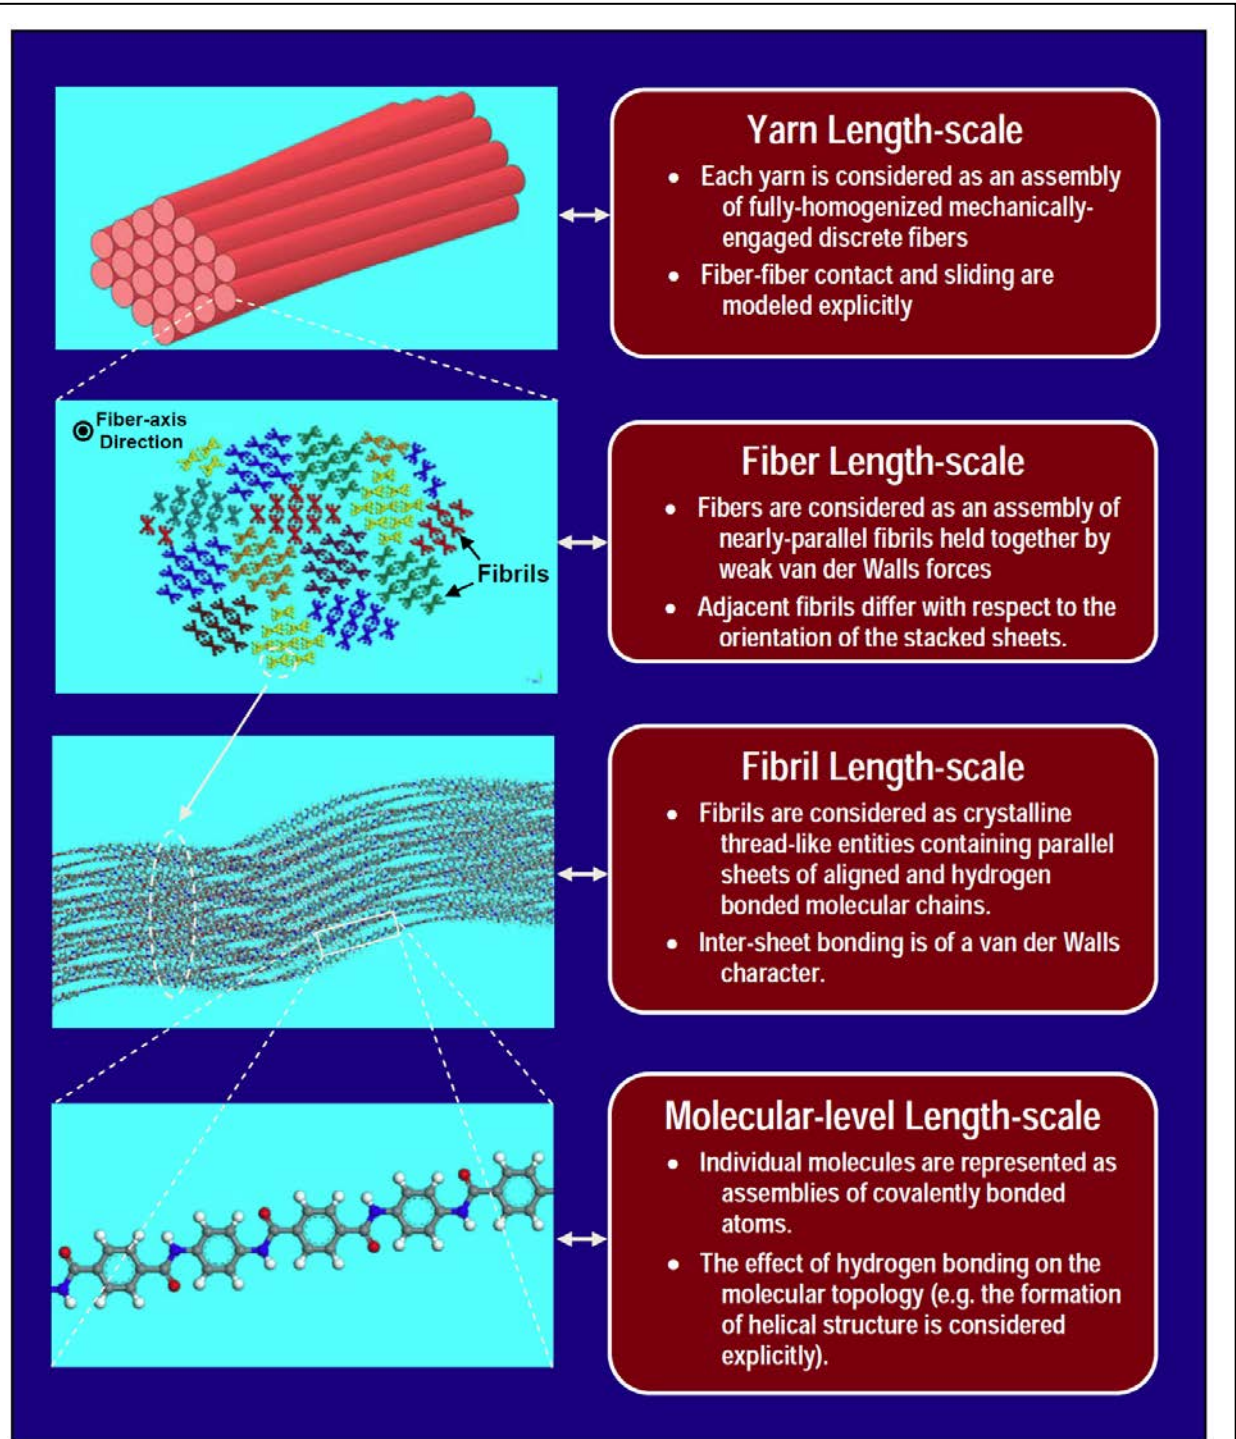 Yarn Length-scale
• Each yarn is considered as an assembly
of fully-homogenized mechanically-
engaged discrete fibers
• Fiber-fiber contact and sliding are
modeled explicitly
Fiber-axis
Direction
Fibrils
Fiber Length-scale
• Fibers are considered as an assembly of
nearly-parallel fibrils held together by
weak van der Walls forces
• Adjacent fibrils differ with respect to the
orientation of the stacked sheets.
Fibril Length-scale
• Fibrils are considered as crystalline
thread-like entities containing parallel
sheets of aligned and hydrogen
bonded molecular chains.
• Inter-sheet bonding is of a van der Walls
character.
Molecular-level Length-scale
• Individual molecules are represented as
assemblies of covalently bonded
atoms.
• The effect of hydrogen bonding on the
molecular topology (e.g. the formation
of helical structure is considered
explicitly).